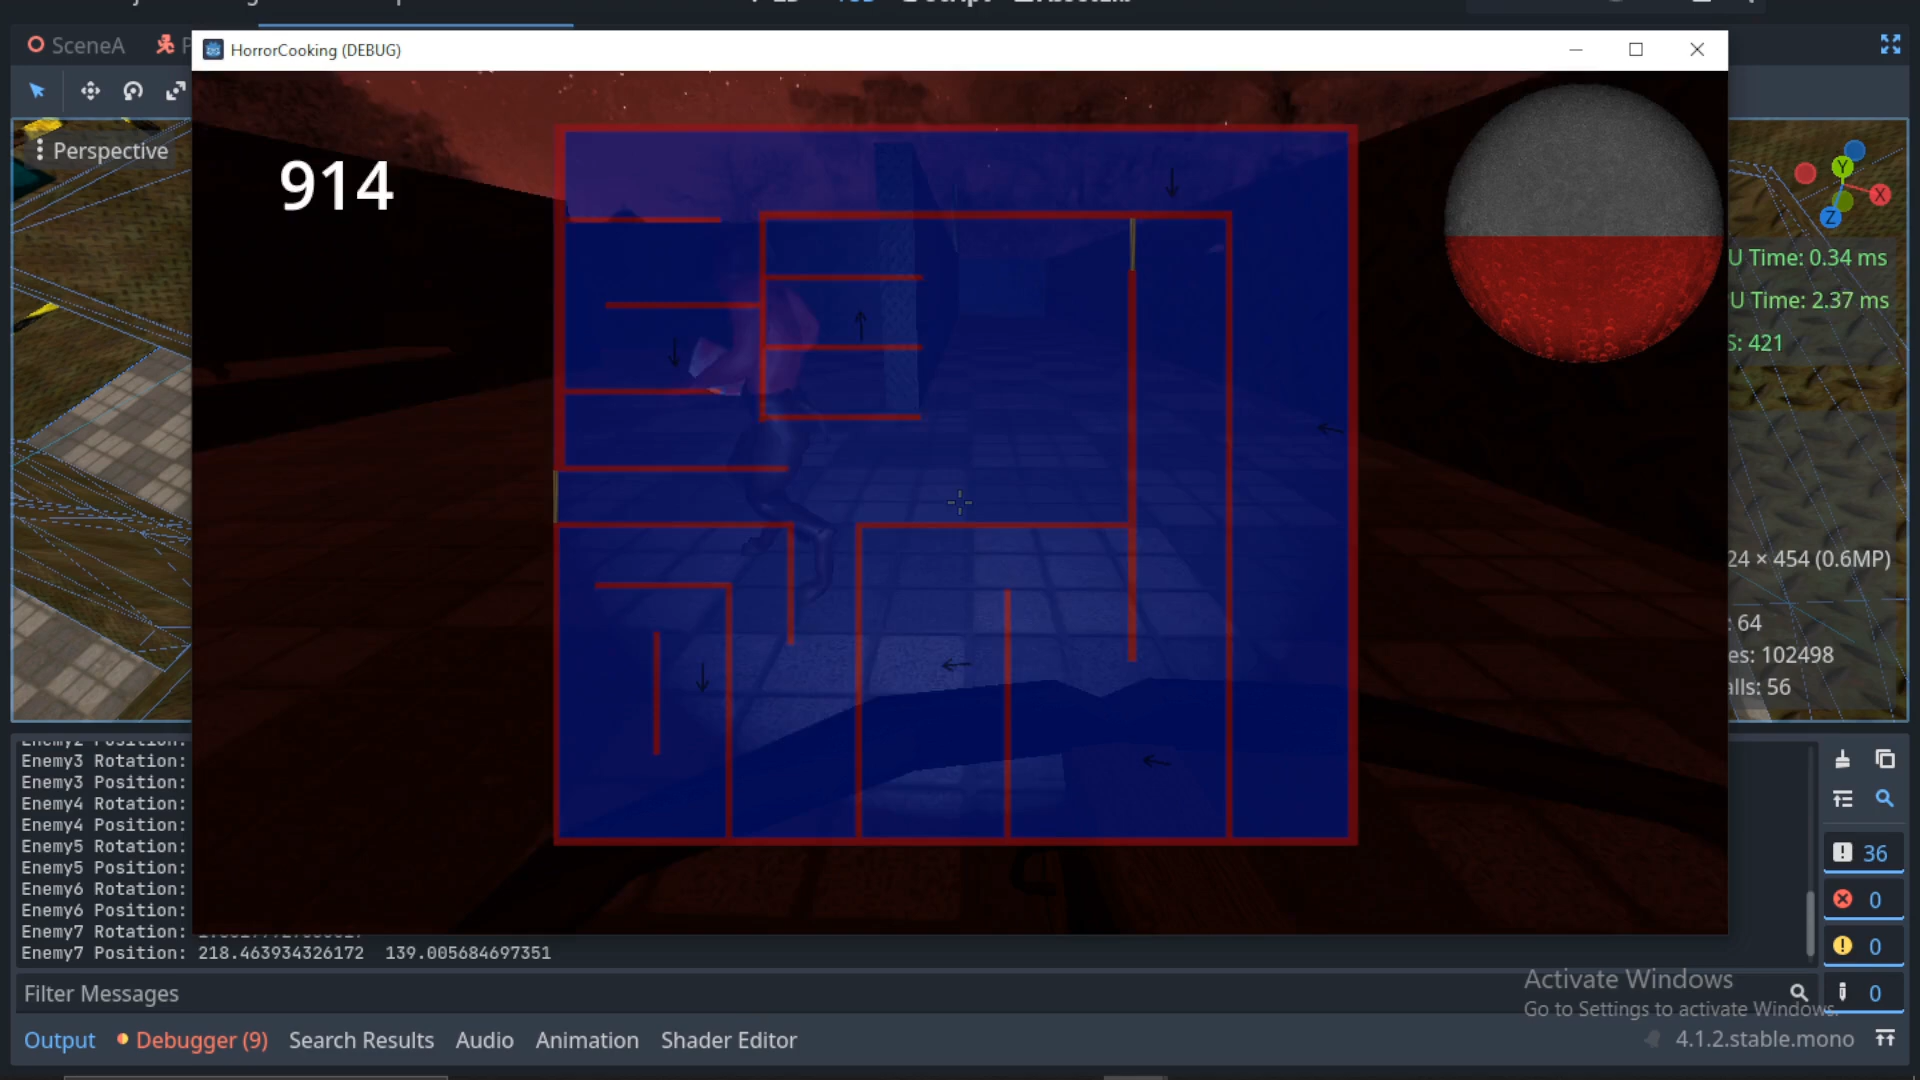 SceneA
HorrorCooking (DEBUG)
Perspective
914
Y
X
Z
U Time: 0.34 ms
U Time: 2.37 ms
S: 421
24 × 454 (0.6MP)
: 64
es: 102498
alls: 56
Enemy2 Position:
Enemy3 Rotation:
Enemy3 Position:
Enemy4 Rotation:
Enemy4 Position:
Enemy5 Rotation:
Enemy5 Position:
Enemy6 Rotation:
Enemy6 Position:
Enemy7 Rotation:
Enemy7 Position: 218.463934326172 139.005684697351
36
0
0
0
Filter Messages
Activate Windows
Go to Settings to activate Windows.
Output Debugger (9) Search Results Audio Animation Shader Editor
4.1.2.stable.mono